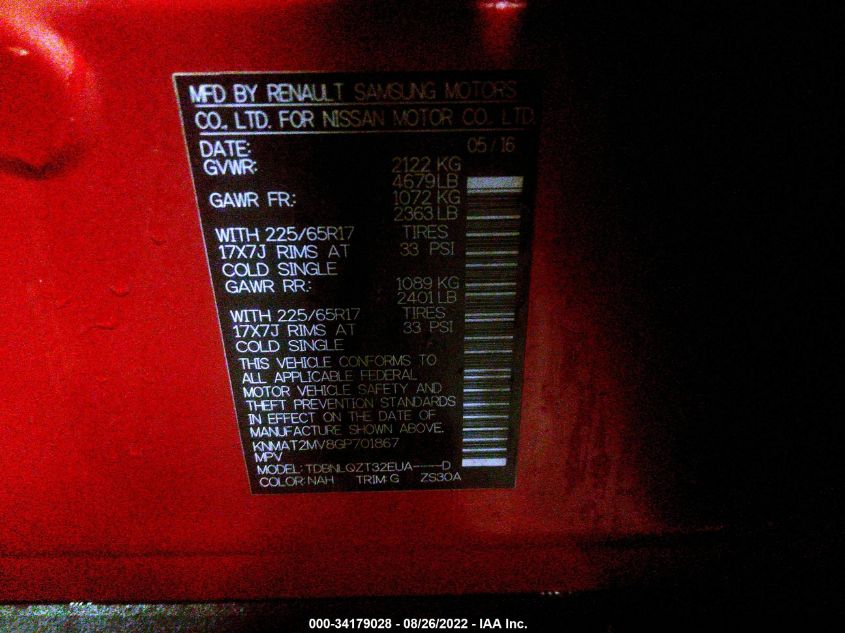 MFD BY RENAULT SAMSUNG MOTORS
CO., LTD. FOR NISSAN MOTOR CO., LTD.
DATE: 05 / 16
GVWR: 2122 KG
4679 LB
GAWR FR: 1072 KG
2363 LB
WITH 225/65R17 TIRES
17X7J RIMS AT 33 PSI
COLD SINGLE
GAWR RR: 1089 KG
2401 LB
WITH 225/65R17 TIRES
17X7J RIMS AT 33 PSI
COLD SINGLE
THIS VEHICLE CONFORMS TO
ALL APPLICABLE FEDERAL
MOTOR VEHICLE SAFETY AND
THEFT PREVENTION STANDARDS
IN EFFECT ON THE DATE OF
MANUFACTURE SHOWN ABOVE.
KNMAT2MV8GP701867
MPV
MODEL: TDBNLQZT32EUA----D
COLOR: NAH TRIM: G ZS30A
000-34179028 - 08/26/2022 - IAA Inc.